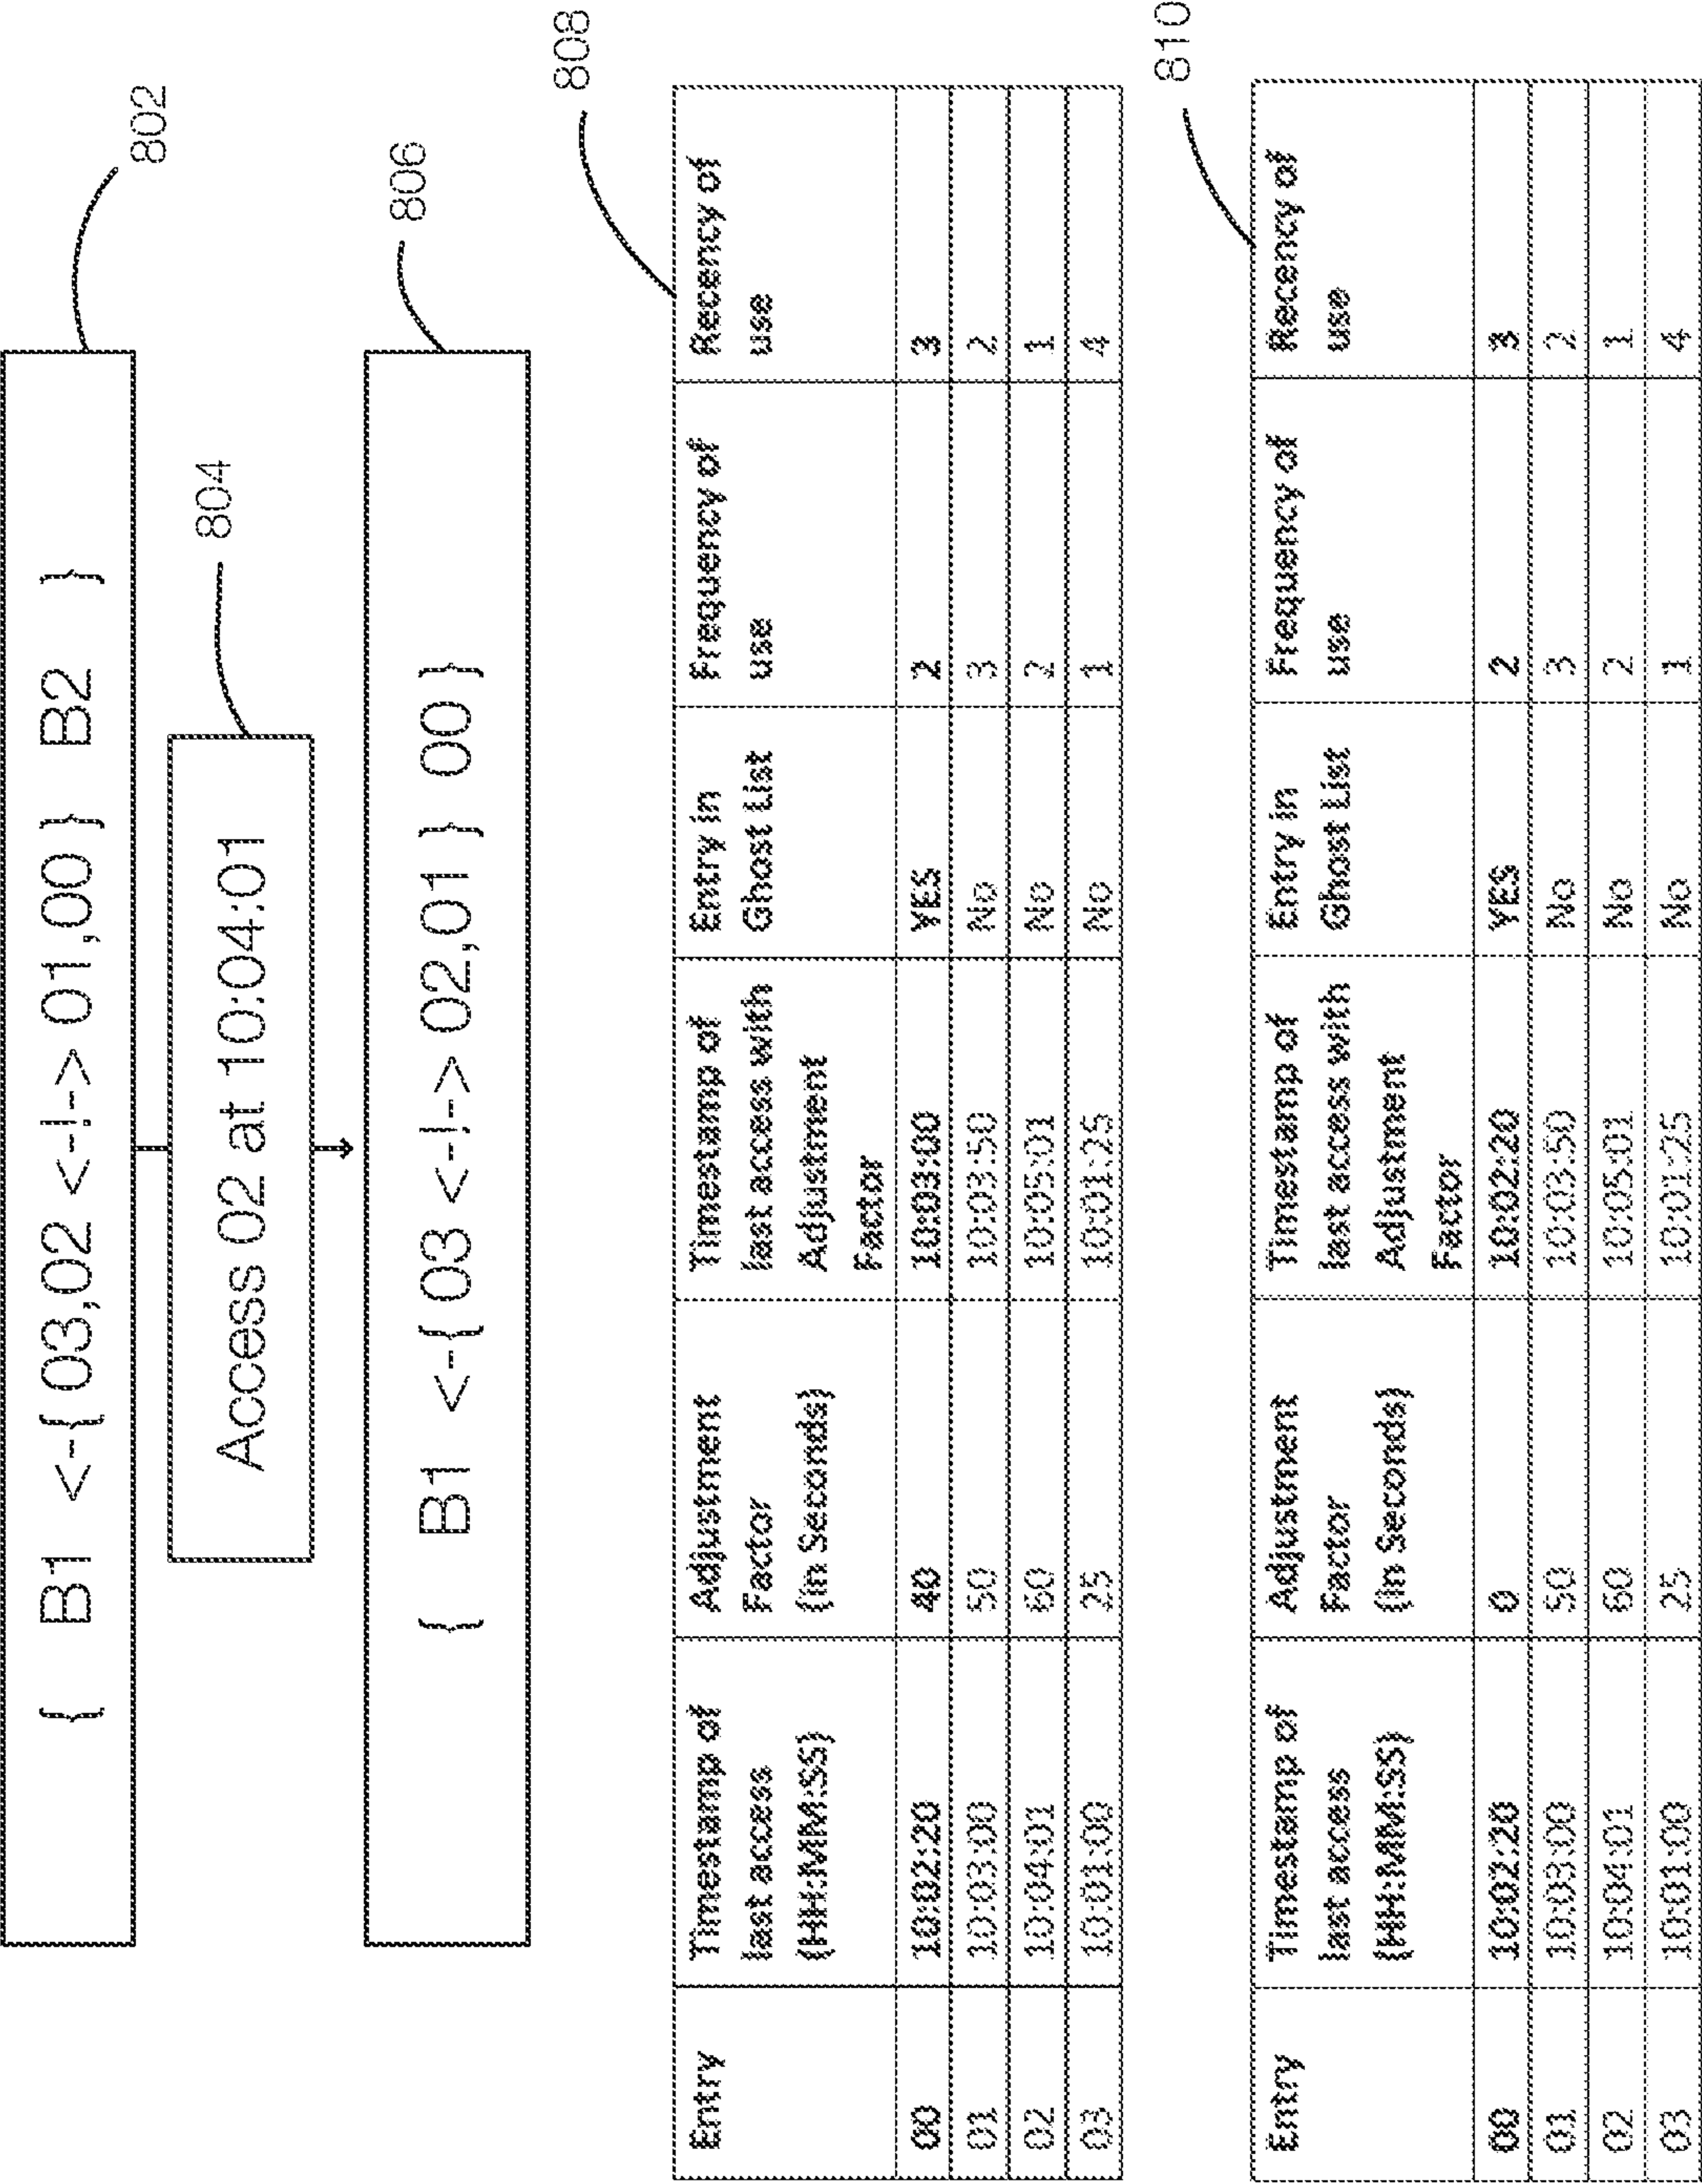 { B1 <-{ 03,02 <-!-> 01,00 } B2 }
802
Access 02 at 10:04:01
804
{ B1 <-{ 03 <-!-> 02,01 } 00 }
806
808
Entry | Timestamp of last access (HH:MM:SS) | Adjustment Factor (in Seconds) | Timestamp of last access with Adjustment Factor | Entry in Ghost List | Frequency of use | Recency of use
00 | 10:02:20 | 40 | 10:03:00 | YES | 2 | 3
01 | 10:03:00 | 50 | 10:03:50 | No | 3 | 2
02 | 10:04:01 | 60 | 10:05:01 | No | 2 | 1
03 | 10:01:00 | 25 | 10:01:25 | No | 1 | 4
810
Entry | Timestamp of last access (HH:MM:SS) | Adjustment Factor (in Seconds) | Timestamp of last access with Adjustment Factor | Entry in Ghost List | Frequency of use | Recency of use
00 | 10:02:20 | 0 | 10:02:20 | YES | 2 | 3
01 | 10:03:00 | 50 | 10:03:50 | No | 3 | 2
02 | 10:04:01 | 60 | 10:05:01 | No | 2 | 1
03 | 10:01:00 | 25 | 10:01:25 | No | 1 | 4